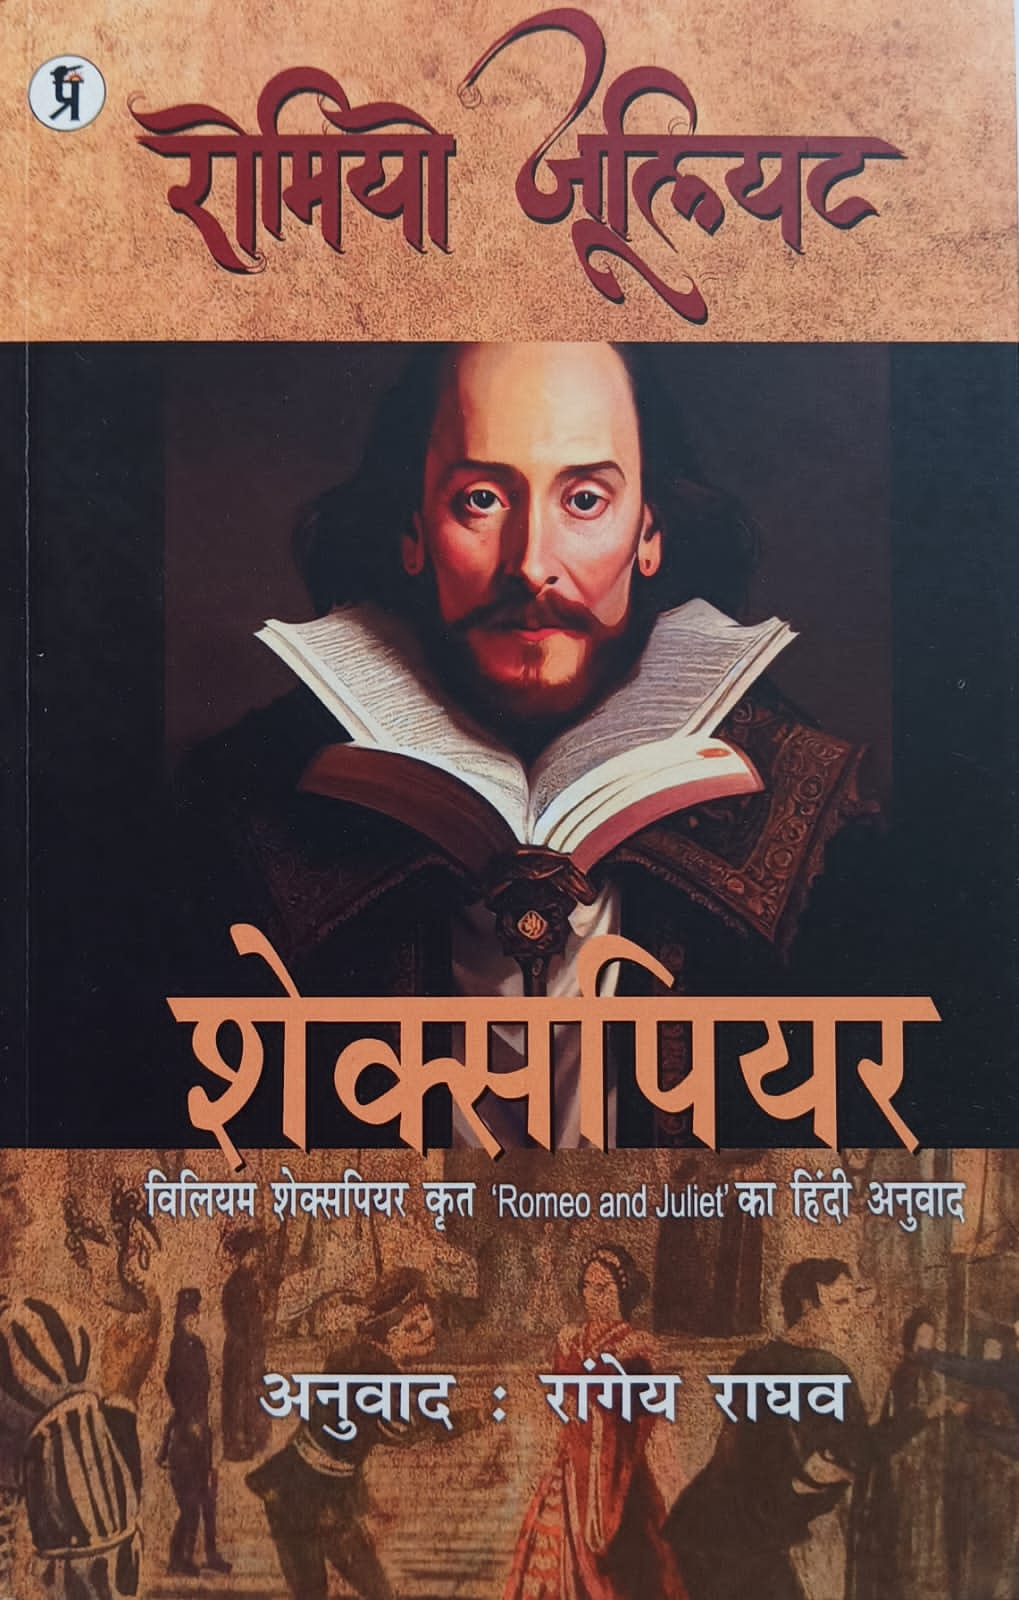 प्र
रोमियो जूलियट
शेक्सपियर
विलियम शेक्सपियर कृत ‘Romeo and Juliet’ का हिंदी अनुवाद
अनुवाद : रांगेय राघव